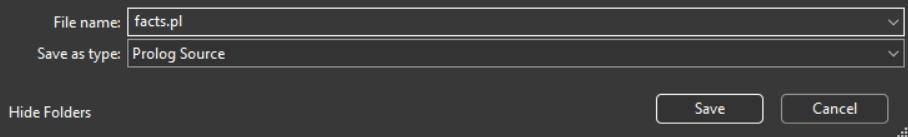 File name: facts.pl
Save as type: Prolog Source
Hide Folders Save Cancel